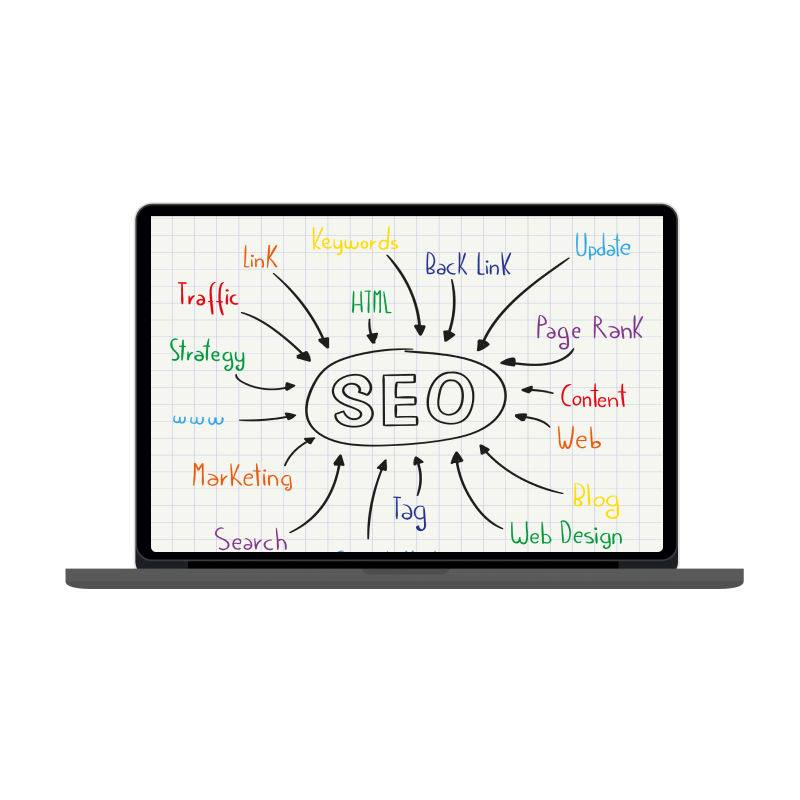 Keywords
Update
Link
Back Link
Traffic
HTML
Page Rank
Strategy
SEO
Content
www
Web
Marketing
Blog
Tag
Search
Web Design